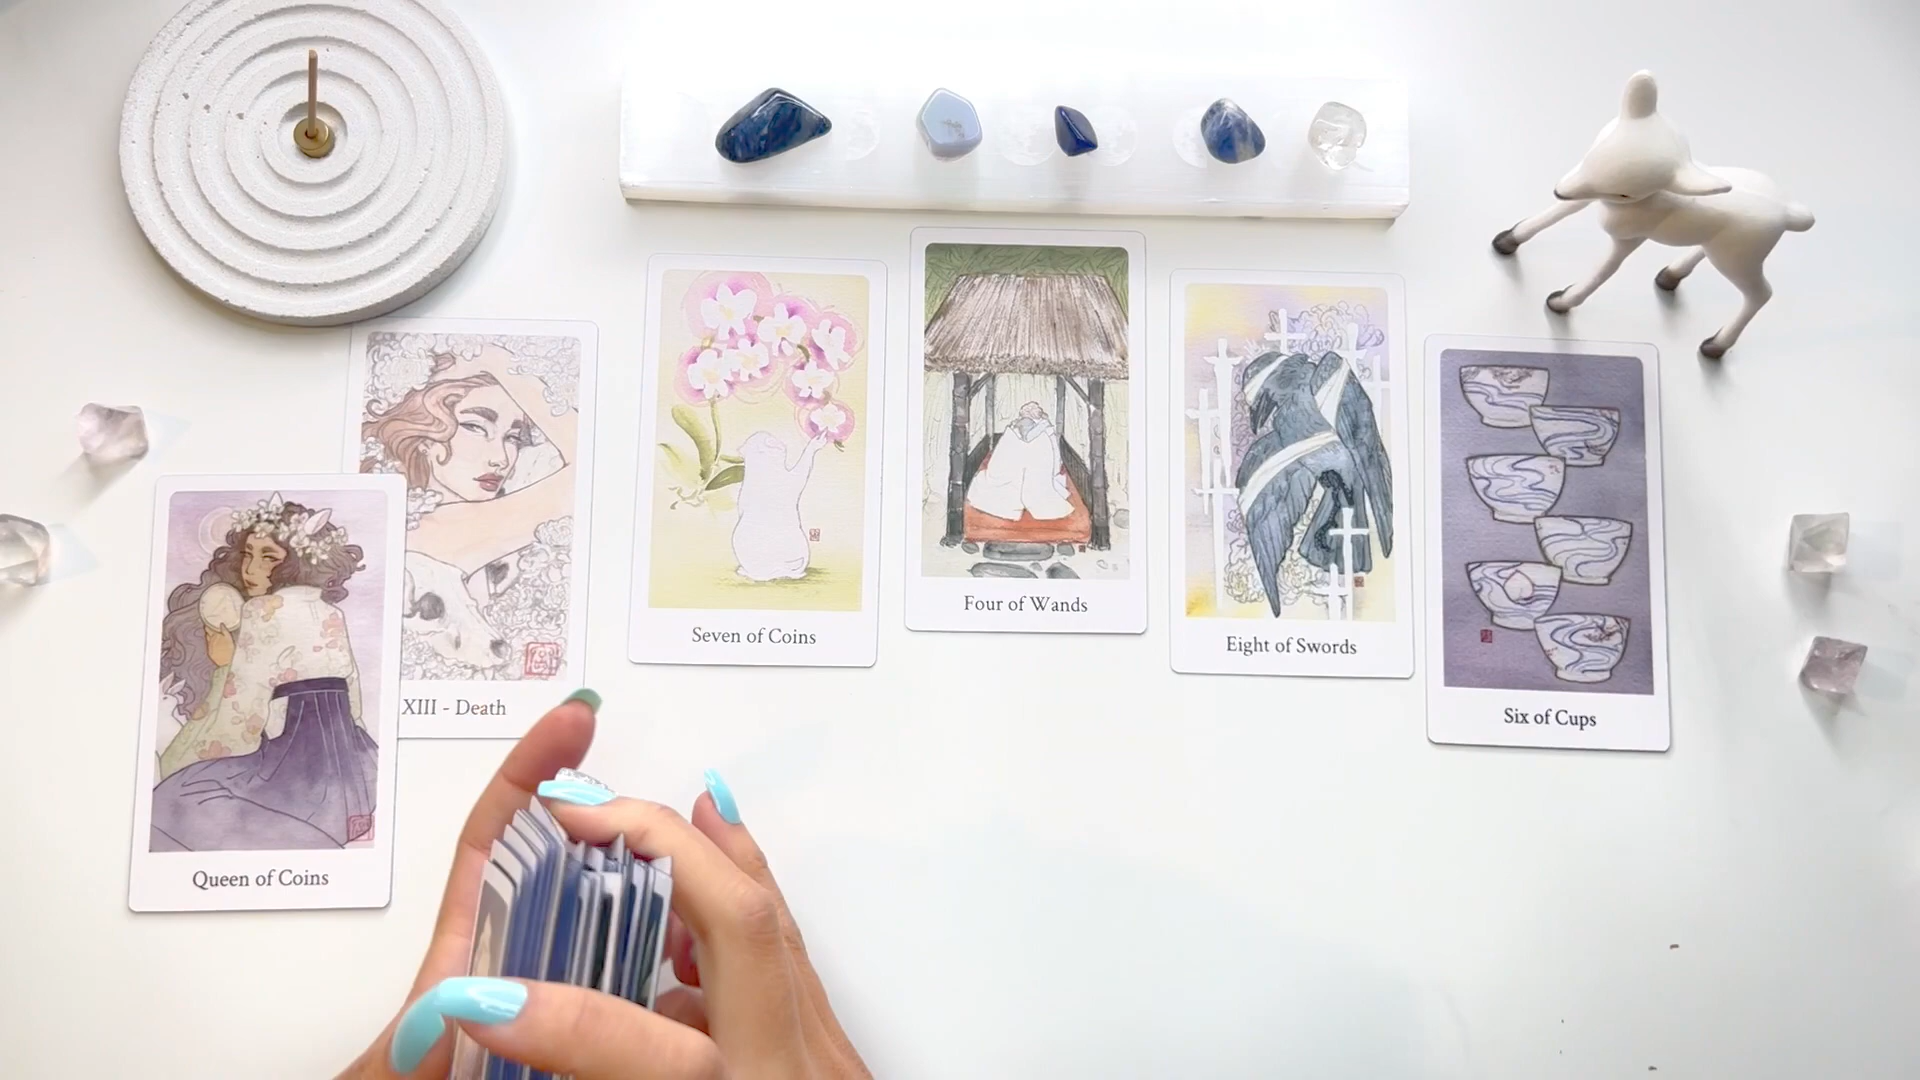 Queen of Coins
XIII - Death
Seven of Coins
Four of Wands
Eight of Swords
Six of Cups